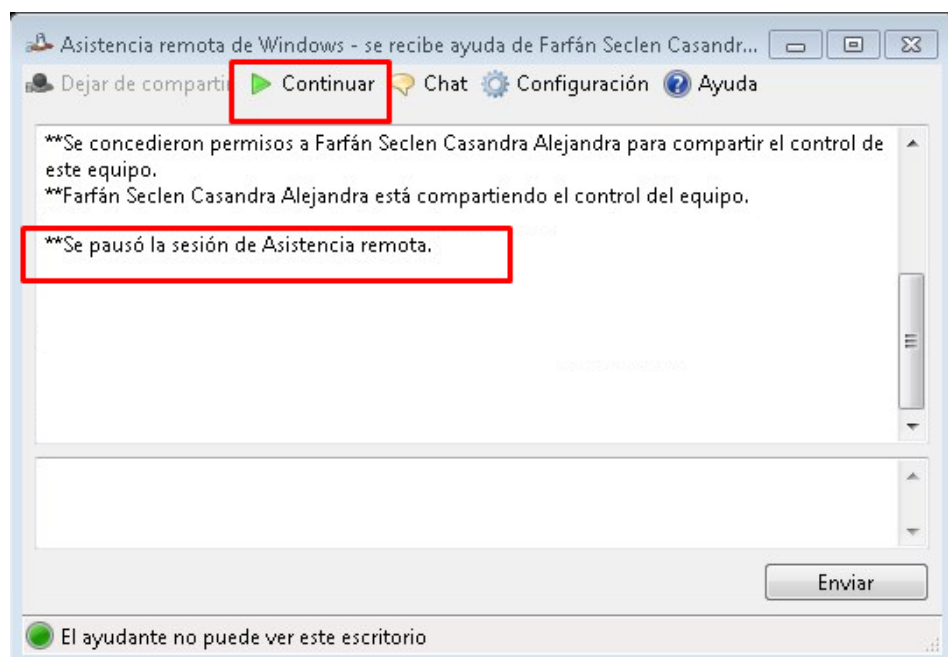 Asistencia remota de Windows - se recibe ayuda de Farfán Seclen Casandr...
Dejar de comparti Continuar Chat Configuración Ayuda
**Se concedieron permisos a Farfán Seclen Casandra Alejandra para compartir el control de
este equipo.
**Farfán Seclen Casandra Alejandra está compartiendo el control del equipo.
**Se pausó la sesión de Asistencia remota.
Enviar
El ayudante no puede ver este escritorio